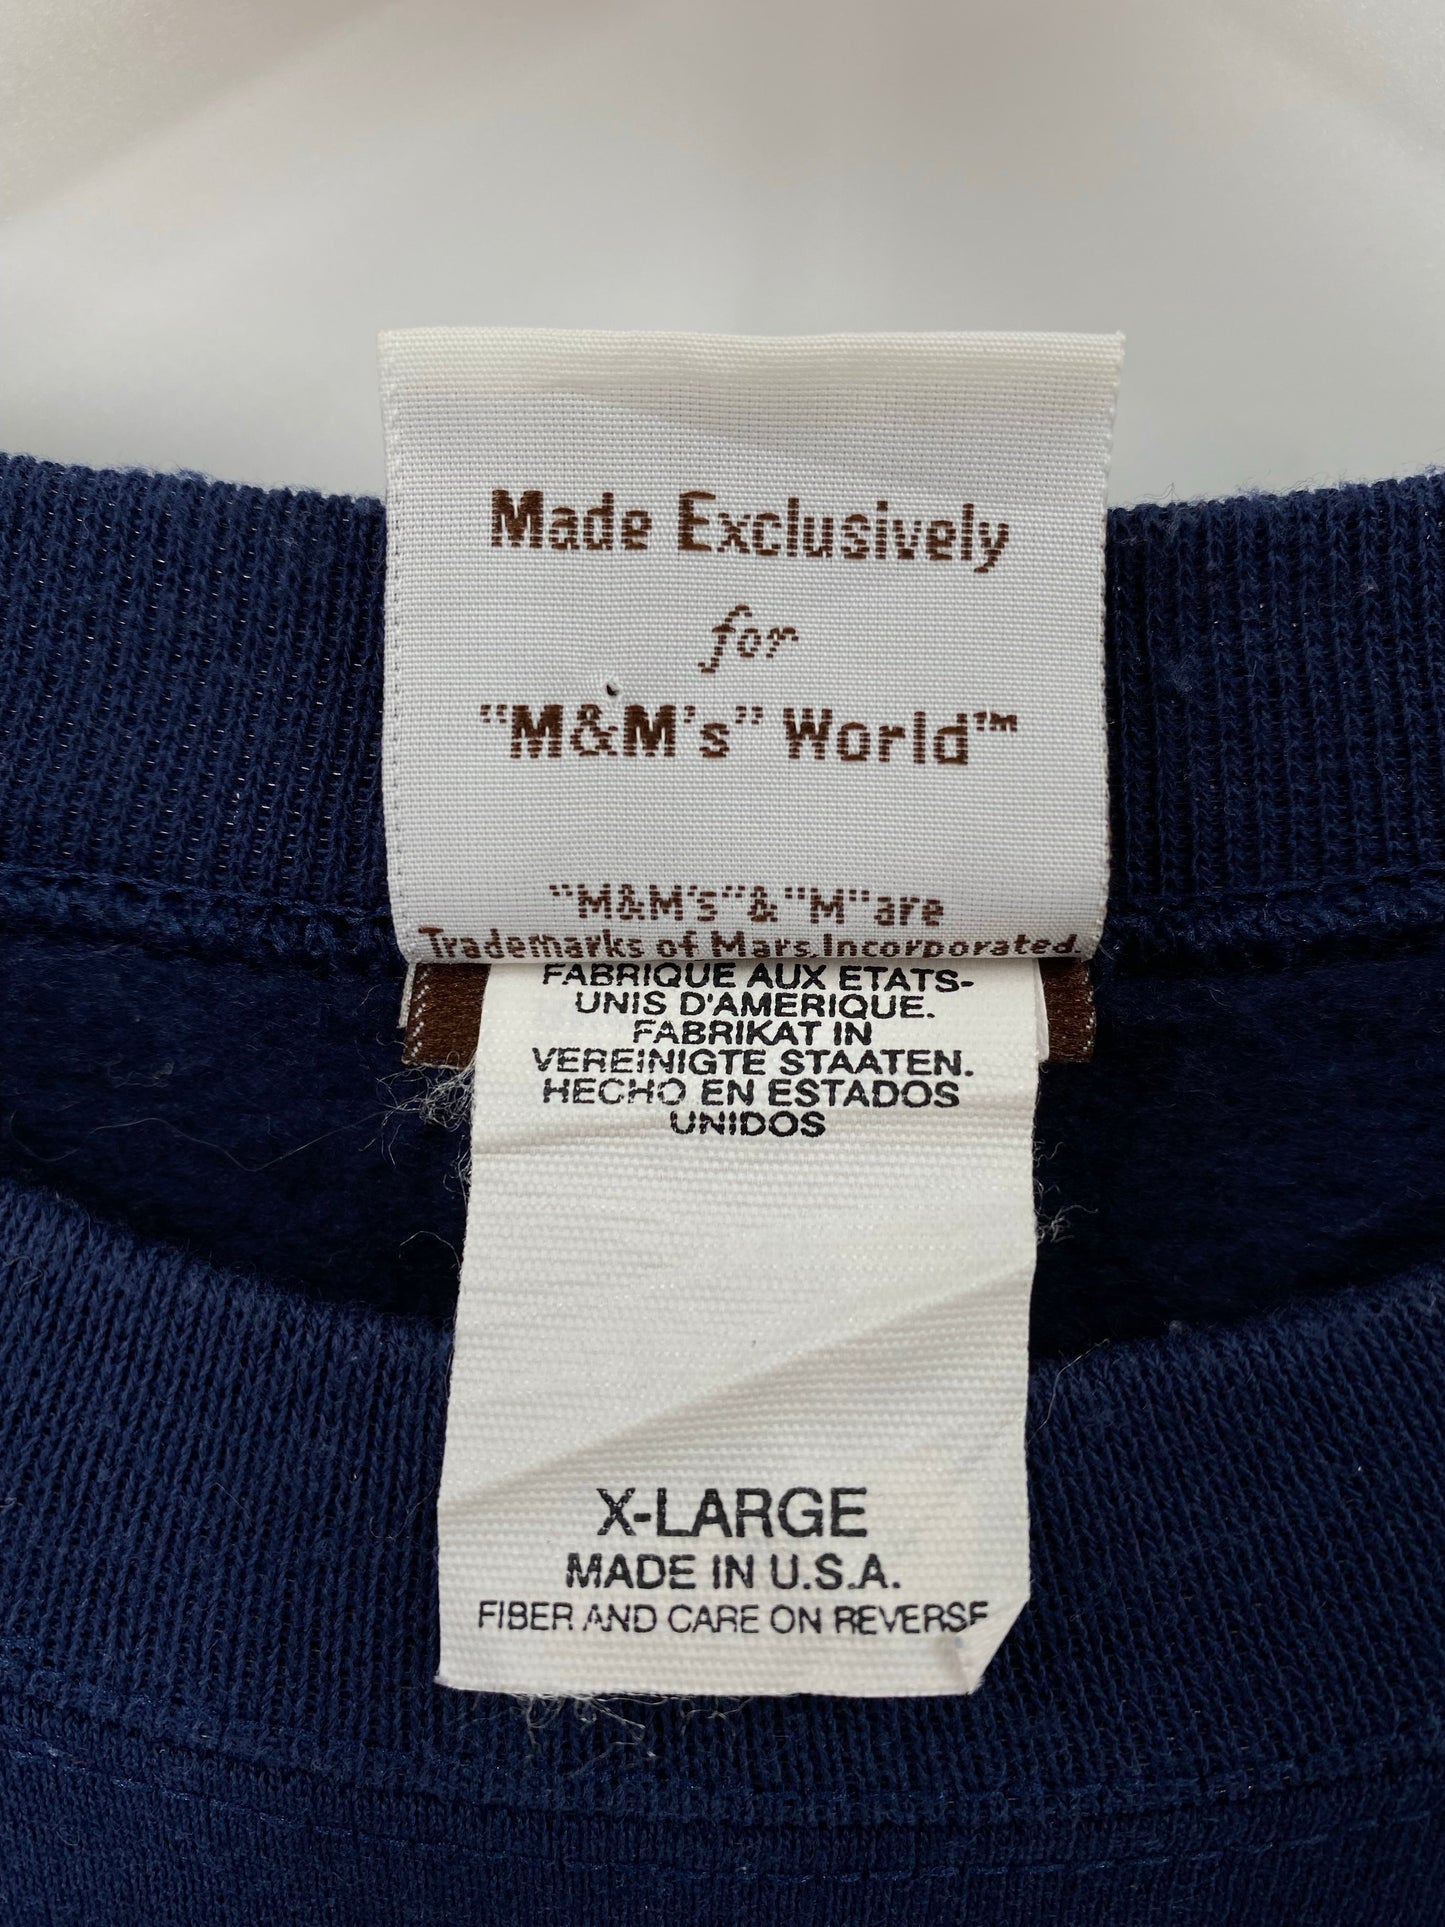 Made Exclusively
for
"M&M's" World™
"M&M's"&"M"are
Trademarks of Mars, Incorporated.
FABRIQUE AUX ETATS-
UNIS D'AMERIQUE.
FABRIKAT IN
VEREINIGTE STAATEN.
HECHO EN ESTADOS
UNIDOS
X-LARGE
MADE IN U.S.A.
FIBER AND CARE ON REVERSE